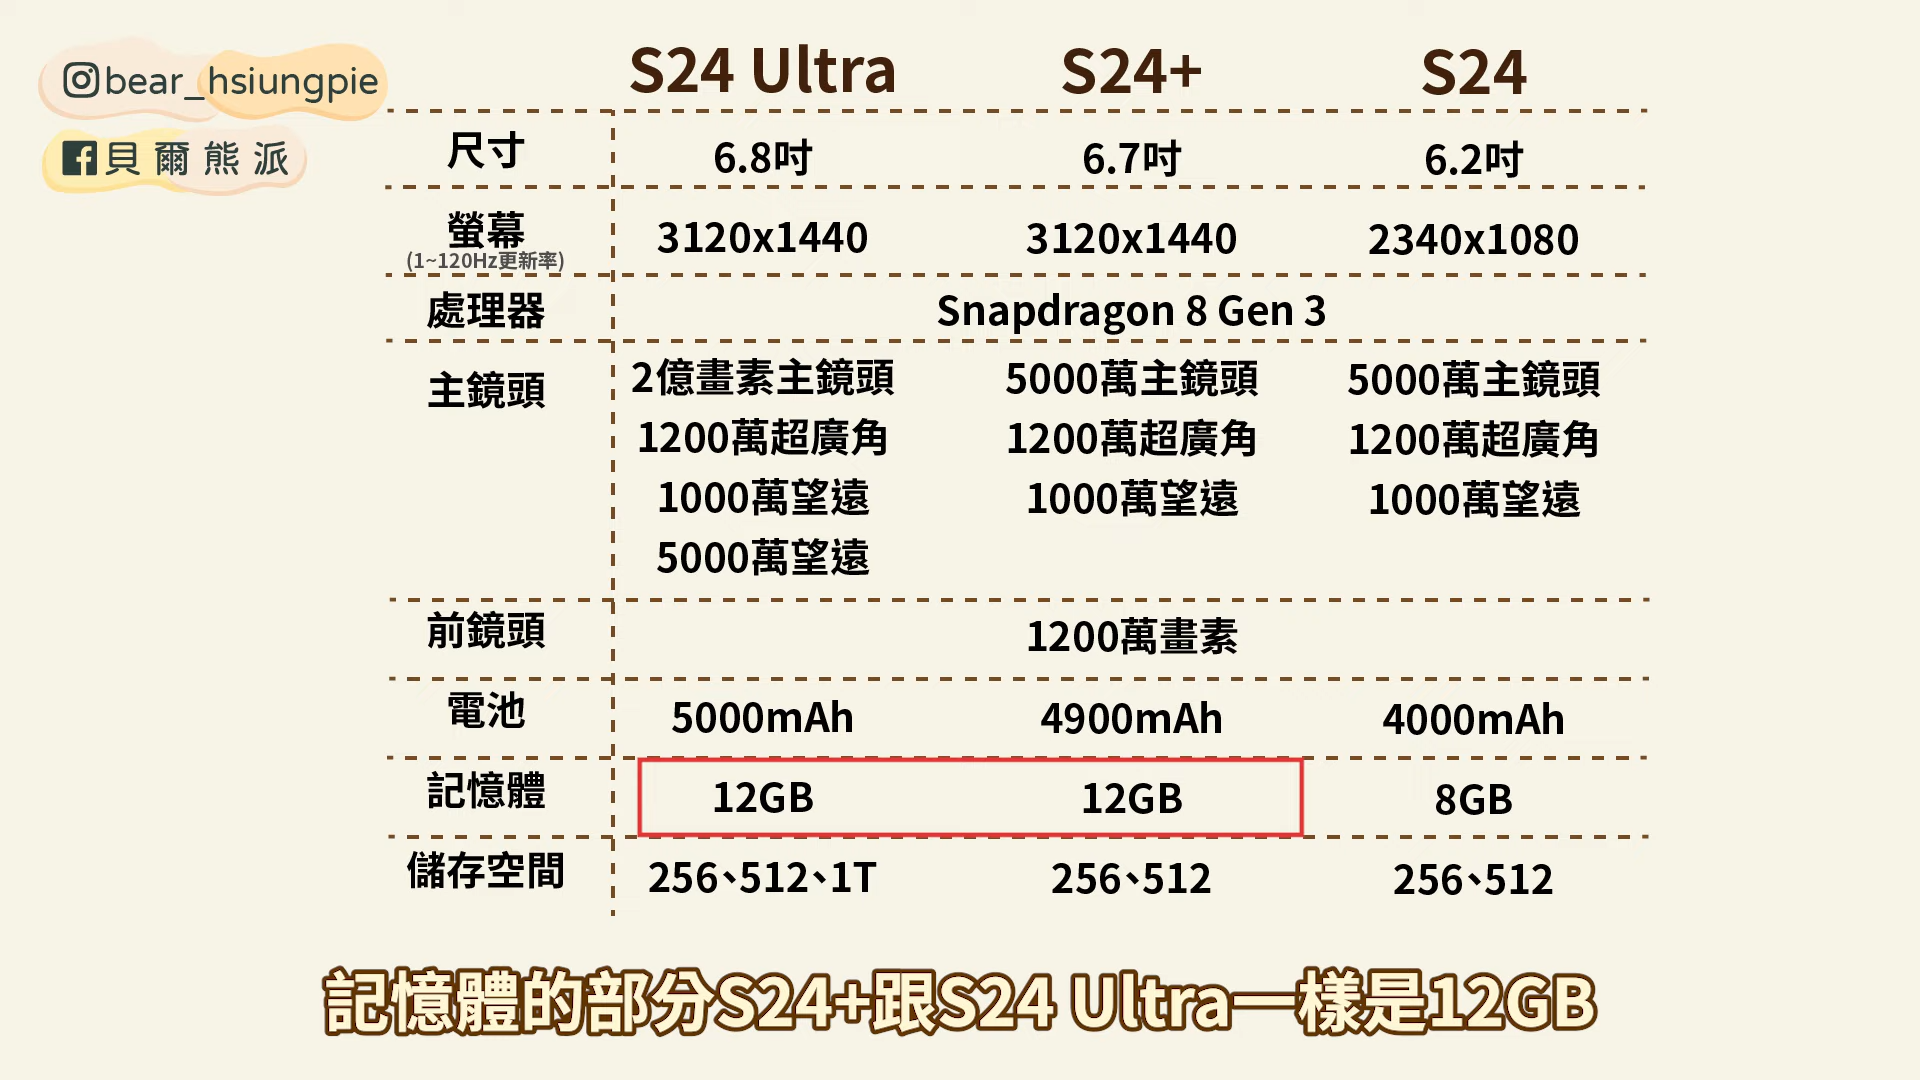 bear_hsiungpie
貝爾熊派
S24 Ultra S24+ S24
尺寸 6.8吋 6.7吋 6.2吋
螢幕 3120x1440 3120x1440 2340x1080
(1~120Hz更新率)
處理器 Snapdragon 8 Gen 3
主鏡頭 2億畫素主鏡頭 5000萬主鏡頭 5000萬主鏡頭
1200萬超廣角 1200萬超廣角 1200萬超廣角
1000萬望遠 1000萬望遠 1000萬望遠
5000萬望遠
前鏡頭 1200萬畫素
電池 5000mAh 4900mAh 4000mAh
記憶體 12GB 12GB 8GB
儲存空間 256、512、1T 256、512 256、512
記憶體的部分S24+跟S24 Ultra一樣是12GB